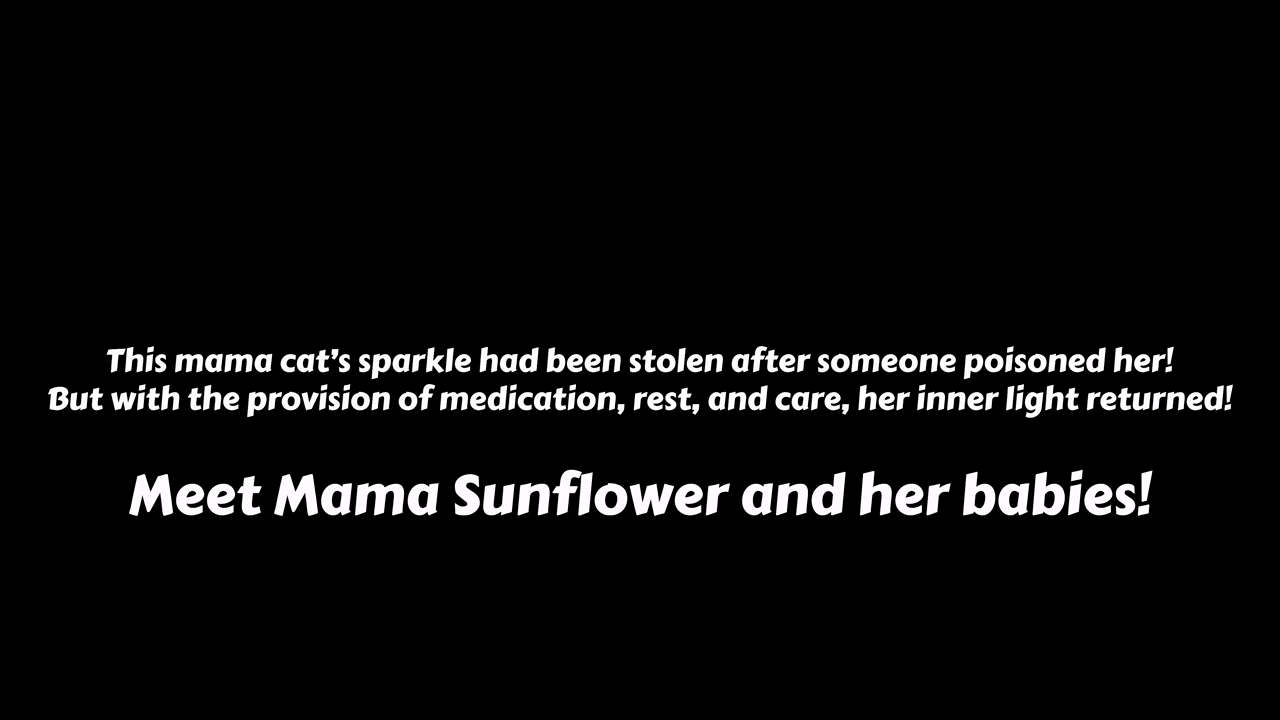 This mama cat's sparkle had been stolen after someone poisoned her!
But with the provision of medication, rest, and care, her inner light returned!
Meet Mama Sunflower and her babies!